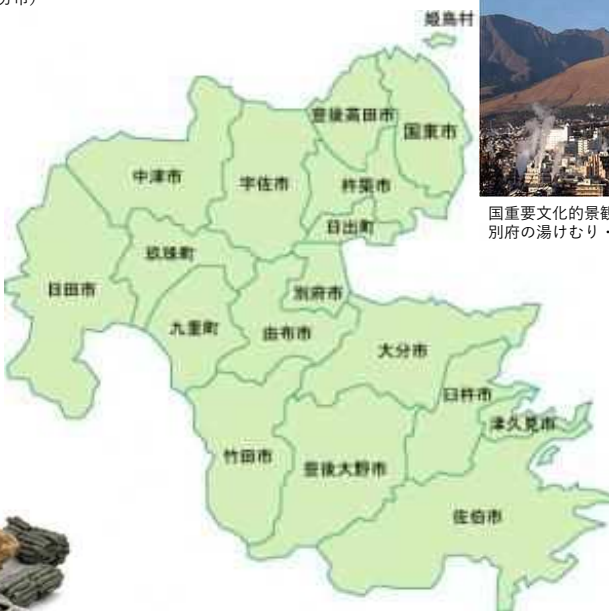 分市）
姫島村
国重要文化的景観
別府の湯けむり・
豊後高田市
国東市
中津市
宇佐市
杵築市
日出町
玖珠町
日田市
別府市
九重町
由布市
大分市
臼杵市
津久見市
竹田市
豊後大野市
佐伯市